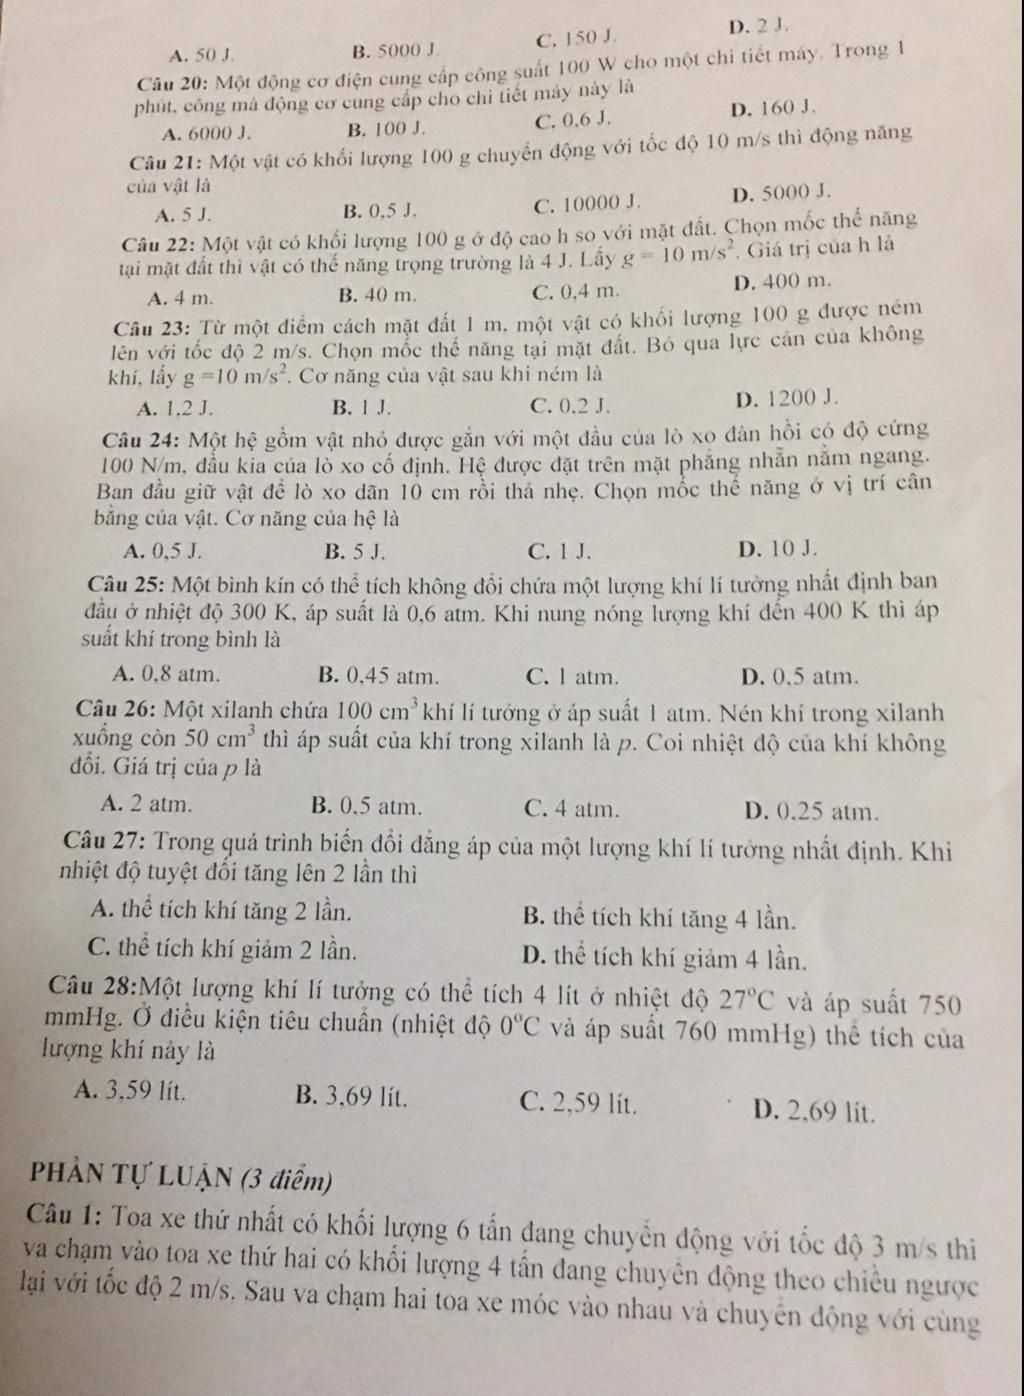 A. 50 J. B. 5000 J. C. 150 J. D. 2 J.
Câu 20: Một động cơ điện cung cấp công suất 100 W cho một chi tiết máy. Trong 1
phút, công mà động cơ cung cấp cho chi tiết máy này là
A. 6000 J. B. 100 J. C. 0,6 J. D. 160 J.
Câu 21: Một vật có khối lượng 100 g chuyển động với tốc độ 10 m/s thì động năng
của vật là
A. 5 J. B. 0,5 J. C. 10000 J. D. 5000 J.
Câu 22: Một vật có khối lượng 100 g ở độ cao h so với mặt đất. Chọn mốc thế năng
tại mặt đất thì vật có thế năng trọng trường là 4 J. Lấy g = 10 m/s². Giá trị của h là
A. 4 m. B. 40 m. C. 0,4 m. D. 400 m.
Câu 23: Từ một điểm cách mặt đất 1 m, một vật có khối lượng 100 g được ném
lên với tốc độ 2 m/s. Chọn mốc thế năng tại mặt đất. Bỏ qua lực cản của không
khí, lấy g =10 m/s². Cơ năng của vật sau khi ném là
A. 1,2 J. B. 1 J. C. 0,2 J. D. 1200 J.
Câu 24: Một hệ gồm vật nhỏ được gắn với một đầu của lò xo đàn hồi có độ cứng
100 N/m, đầu kia của lò xo cố định. Hệ được đặt trên mặt phẳng nhẵn nằm ngang.
Ban đầu giữ vật để lò xo dãn 10 cm rồi thả nhẹ. Chọn mốc thế năng ở vị trí cân
bằng của vật. Cơ năng của hệ là
A. 0,5 J. B. 5 J. C. 1 J. D. 10 J.
Câu 25: Một bình kín có thể tích không đổi chứa một lượng khí lí tưởng nhất định ban
đầu ở nhiệt độ 300 K, áp suất là 0,6 atm. Khi nung nóng lượng khí đến 400 K thì áp
suất khí trong bình là
A. 0,8 atm. B. 0,45 atm. C. 1 atm. D. 0,5 atm.
Câu 26: Một xilanh chứa 100 cm³ khí lí tưởng ở áp suất 1 atm. Nén khí trong xilanh
xuống còn 50 cm³ thì áp suất của khí trong xilanh là p. Coi nhiệt độ của khí không
đổi. Giá trị của p là
A. 2 atm. B. 0,5 atm. C. 4 atm. D. 0,25 atm.
Câu 27: Trong quá trình biến đổi đẳng áp của một lượng khí lí tưởng nhất định. Khi
nhiệt độ tuyệt đối tăng lên 2 lần thì
A. thể tích khí tăng 2 lần. B. thể tích khí tăng 4 lần.
C. thể tích khí giảm 2 lần. D. thể tích khí giảm 4 lần.
Câu 28:Một lượng khí lí tưởng có thể tích 4 lít ở nhiệt độ 27°C và áp suất 750
mmHg. Ở điều kiện tiêu chuẩn (nhiệt độ 0°C và áp suất 760 mmHg) thể tích của
lượng khí này là
A. 3,59 lít. B. 3,69 lít. C. 2,59 lít. D. 2,69 lít.
PHẦN TỰ LUẬN (3 điểm)
Câu 1: Toa xe thứ nhất có khối lượng 6 tấn đang chuyển động với tốc độ 3 m/s thì
va chạm vào toa xe thứ hai có khối lượng 4 tấn đang chuyển động theo chiều ngược
lại với tốc độ 2 m/s. Sau va chạm hai toa xe móc vào nhau và chuyển động với cùng